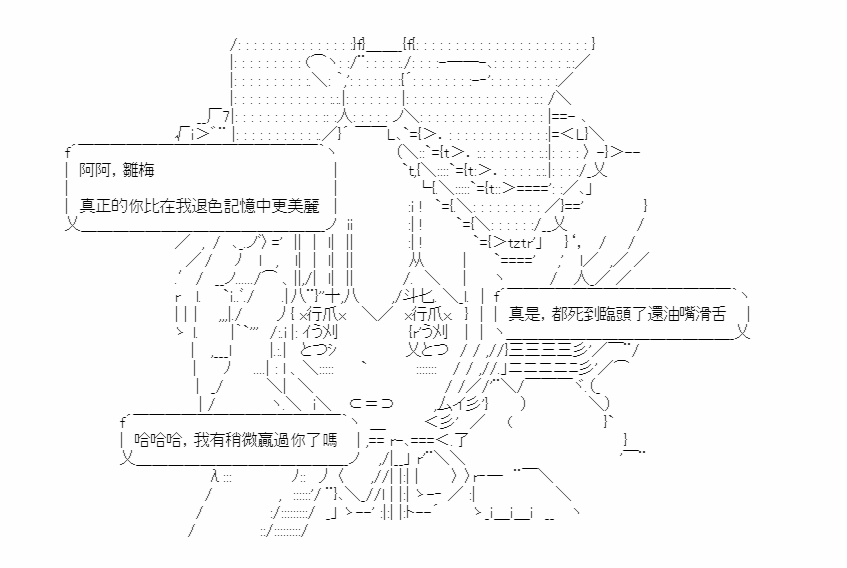 阿阿，雛梅
真正的你比在我退色記憶中更美麗
真是，都死到臨頭了還油嘴滑舌
哈哈哈，我有稍微贏過你了嗎